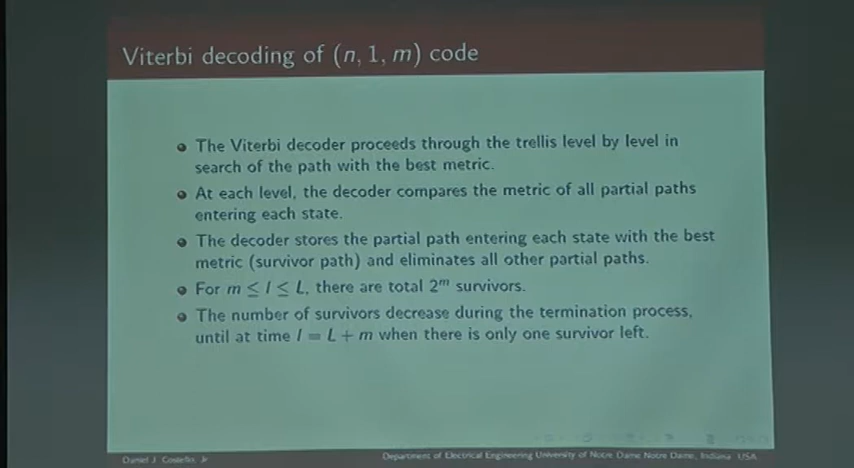 Viterbi decoding of (n, 1, m) code
The Viterbi decoder proceeds through the trellis level by level in
search of the path with the best metric.
At each level, the decoder compares the metric of all partial paths
entering each state.
The decoder stores the partial path entering each state with the best
metric (survivor path) and eliminates all other partial paths.
For m ≤ l ≤ L, there are total 2^m survivors.
The number of survivors decrease during the termination process,
until at time l = L + m when there is only one survivor left.
Daniel J. Costello, Jr
Department of Electrical Engineering University of Notre Dame Notre Dame, Indiana USA